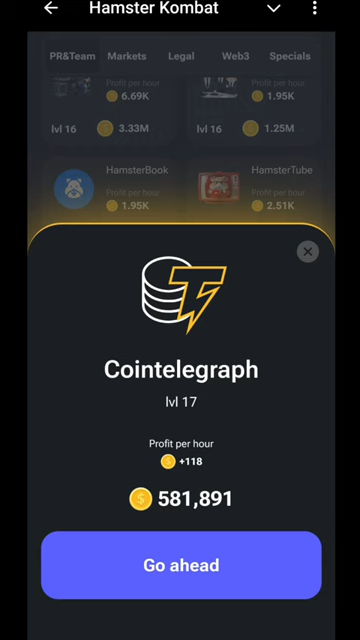 Hamster Kombat
PR&Team Markets Legal Web3 Specials
Profit per hour Profit per hour
6.69K 1.95K
lvl 16 3.33M lvl 16 1.25M
HamsterBook HamsterTube
Profit per hour Profit per hour
1.95K 2.51K
Cointelegraph
lvl 17
Profit per hour
+118
581,891
Go ahead